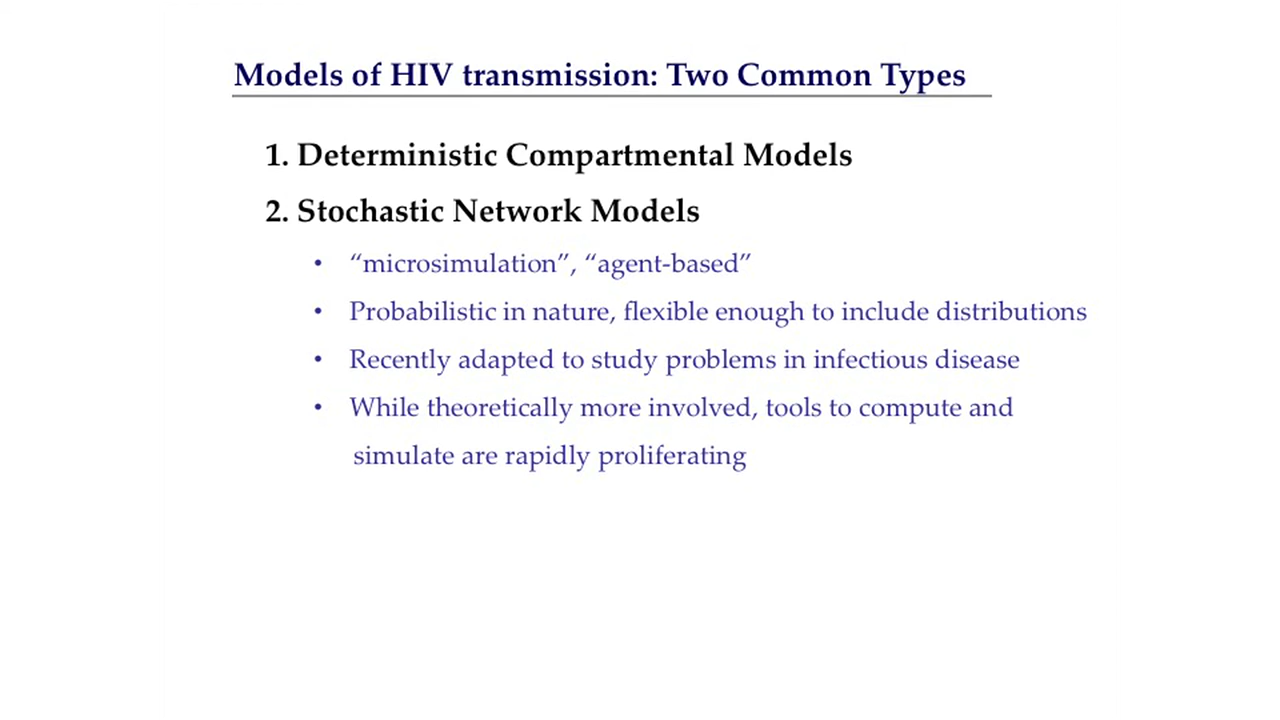 Models of HIV transmission: Two Common Types
1. Deterministic Compartmental Models
2. Stochastic Network Models
• “microsimulation”, “agent-based”
• Probabilistic in nature, flexible enough to include distributions
• Recently adapted to study problems in infectious disease
• While theoretically more involved, tools to compute and
simulate are rapidly proliferating